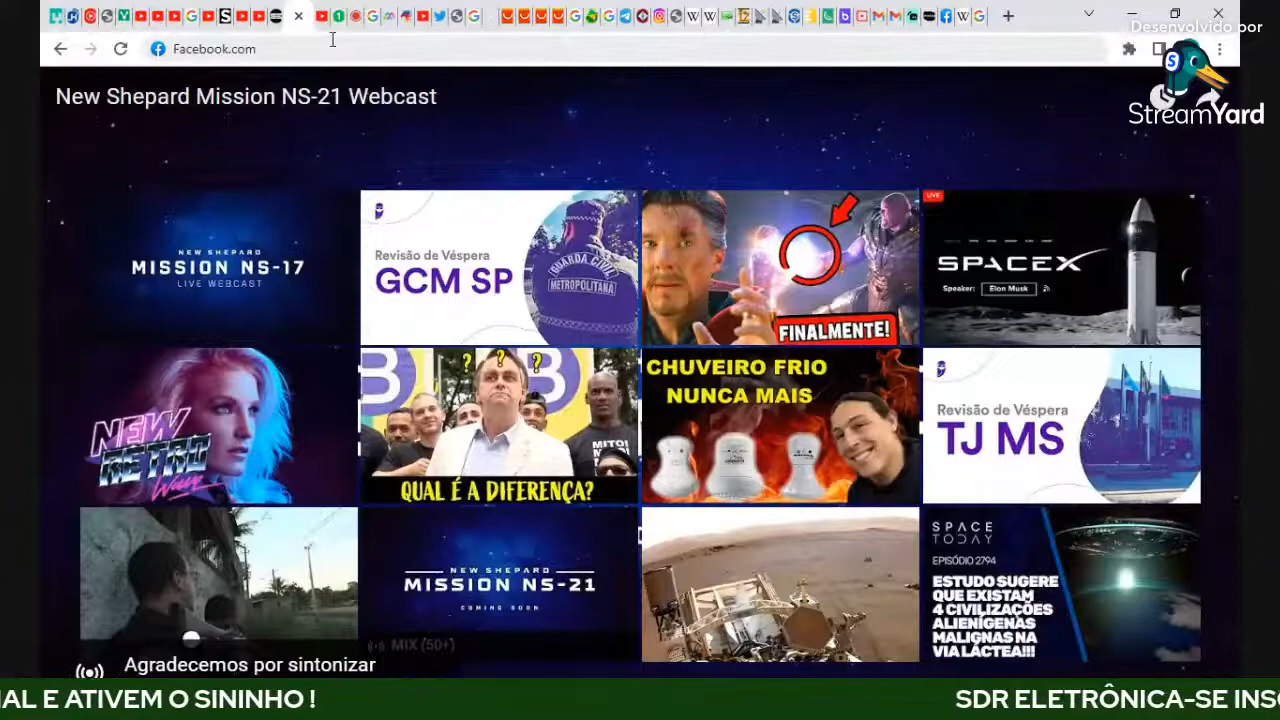 Desenvolvido por
Facebook.com
StreamYard
New Shepard Mission NS-21 Webcast
NEW SHEPARD
MISSION NS-17
LIVE WEBCAST
Revisão de Véspera
GCM SP
GUARDA CIVIL
METROPOLITANA
FINALMENTE!
LIVE
SPACEX
Speaker: Elon Musk
NEW
RETRO
Wave
? ? ?
B B
MITO!
QUAL É A DIFERENÇA?
CHUVEIRO FRIO
NUNCA MAIS
Revisão de Véspera
TJ MS
NEW SHEPARD
MISSION NS-21
COMING SOON
MIX (50+)
SPACE
TODAY
EPISÓDIO 2794
ESTUDO SUGERE
QUE EXISTAM
4 CIVILIZAÇÕES
ALIENÍGENAS
MALIGNAS NA
VIA LÁCTEA!!!
Agradecemos por sintonizar
NAL E ATIVEM O SININHO ! SDR ELETRÔNICA-SE INSC